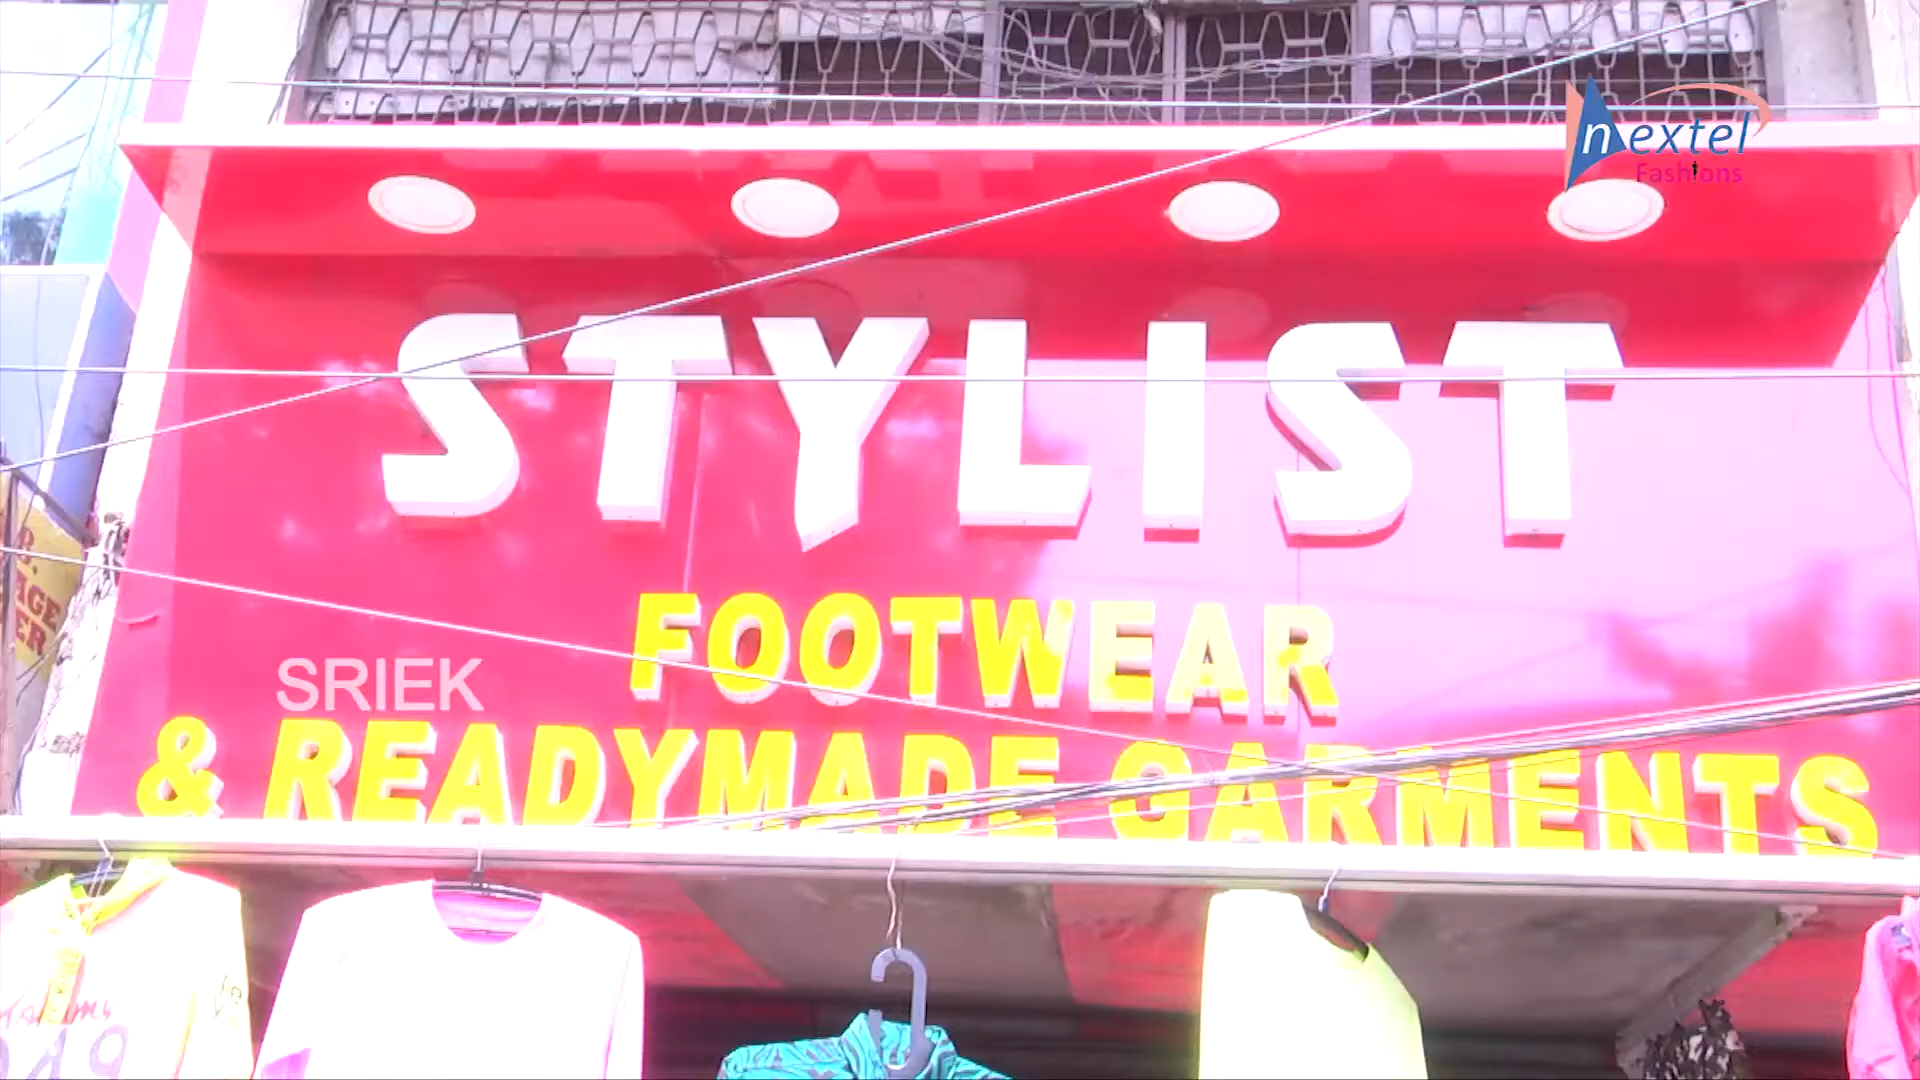 nextel
Fashions
STYLIST
FOOTWEAR
SRIEK
& READYMADE GARMENTS